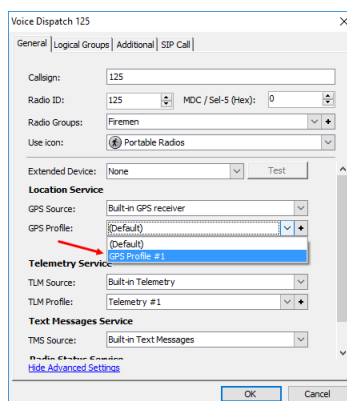 Voice Dispatch 125
General Logical Groups Additional SIP Call
Callsign: 125
Radio ID: 125 MDC / Sel-5 (Hex): 0
Radio Groups: Firemen
Use icon: Portable Radios
Extended Device: None Test
Location Service
GPS Source: Built-in GPS receiver
GPS Profile: (Default)
(Default)
GPS Profile #1
Telemetry Service
TLM Source: Built-in Telemetry
TLM Profile: Telemetry #1
Text Messages Service
TMS Source: Built-in Text Messages
Radio Status Service
Hide Advanced Settings
OK Cancel